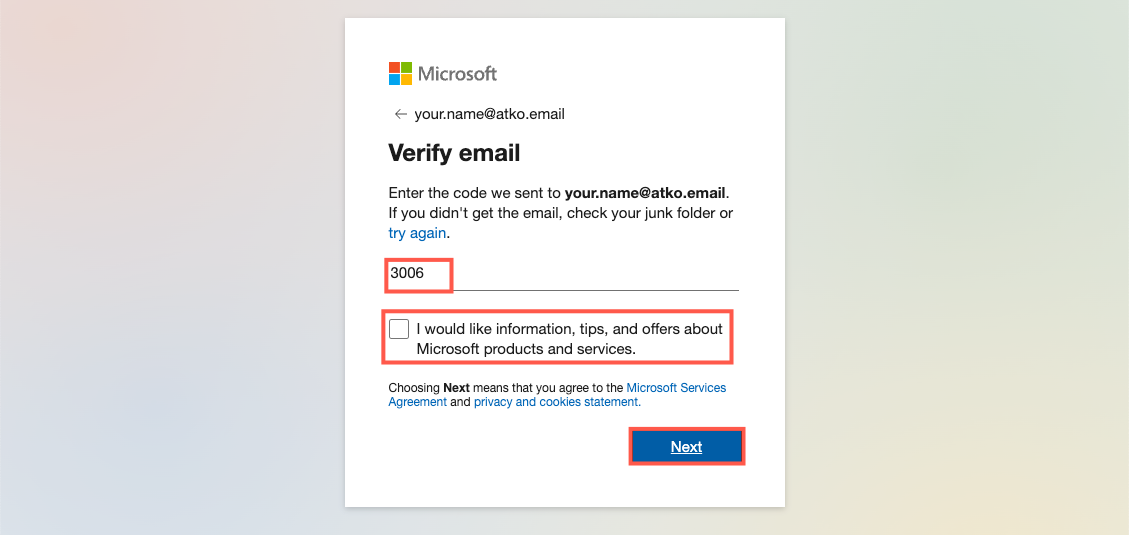 Microsoft
your.name@atko.email
Verify email
Enter the code we sent to your.name@atko.email.
If you didn't get the email, check your junk folder or
try again.
3006
I would like information, tips, and offers about
Microsoft products and services.
Choosing Next means that you agree to the Microsoft Services
Agreement and privacy and cookies statement.
Next